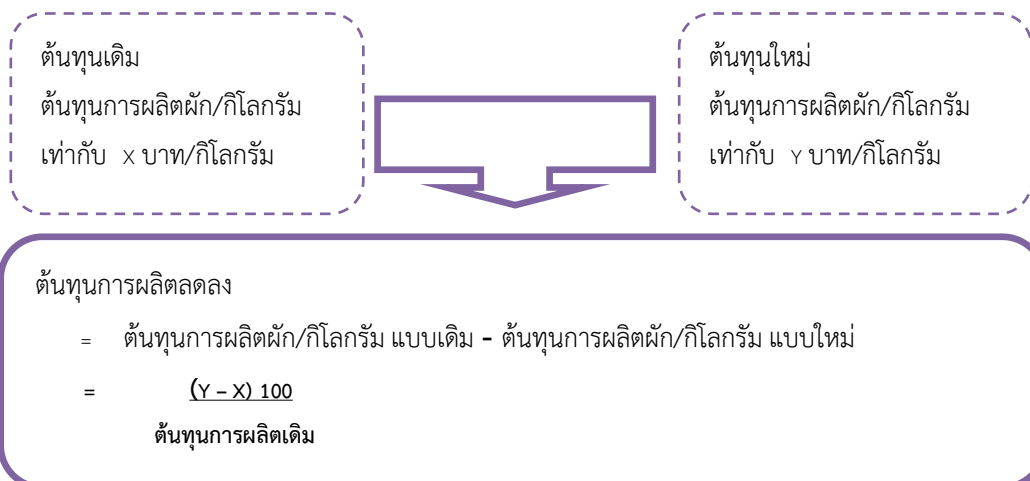 ต้นทุนเดิม
ต้นทุนการผลิตผัก/กิโลกรัม
เท่ากับ X บาท/กิโลกรัม
ต้นทุนใหม่
ต้นทุนการผลิตผัก/กิโลกรัม
เท่ากับ Y บาท/กิโลกรัม
ต้นทุนการผลิตลดลง
= ต้นทุนการผลิตผัก/กิโลกรัม แบบเดิม - ต้นทุนการผลิตผัก/กิโลกรัม แบบใหม่
= (Y – X) 100
ต้นทุนการผลิตเดิม